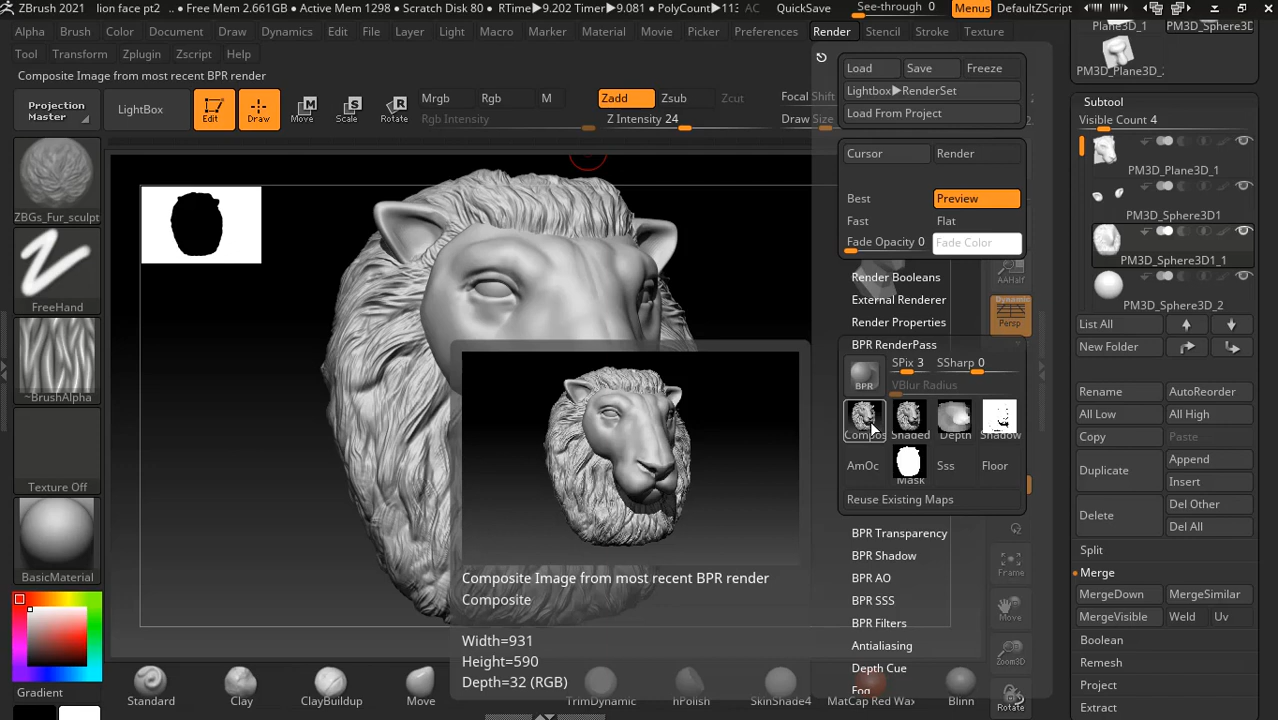 ZBrush 2021 lion face pt2 .. • Free Mem 2.661GB • Active Mem 1298 • Scratch Disk 80 • RTime▶9.202 Timer▶9.081 • PolyCount▶113 QuickSave See-through 0 Menus DefaultZScript
Alpha Brush Color Document Draw Dynamics Edit File Layer Light Macro Marker Material Movie Picker Preferences Render Stencil Stroke Texture
Tool Transform Zplugin Zscript Help
Composite Image from most recent BPR render
Projection
Master
LightBox
Edit
Draw
Move
Scale
Rotate
Mrgb Rgb M
Rgb Intensity
Zadd Zsub Zcut
Z Intensity 24
Focal Shift
Draw Size
ZBGs_Fur_sculpt
FreeHand
~BrushAlpha
Texture Off
BasicMaterial
Gradient
Load Save Freeze
Lightbox▶RenderSet
Load From Project
Cursor Render
Best Preview
Fast Flat
Fade Opacity 0 Fade Color
Render Booleans
External Renderer
Render Properties
BPR RenderPass
BPR
SPix 3 SSharp 0
VBlur Radius
Compos Shaded Depth Shadow
AmOc Mask Sss Floor
Reuse Existing Maps
BPR Transparency
BPR Shadow
BPR AO
BPR SSS
BPR Filters
Antialiasing
Depth Cue
Fog
Composite Image from most recent BPR render
Composite
Width=931
Height=590
Depth=32 (RGB)
Standard Clay ClayBuildup Move TrimDynamic hPolish SkinShade4 MatCap Red Wax Blinn
AAHalf
Dynamic
Persp
Frame
Move
Zoom3D
Rotate
Plane3D_1 PM3D_Sphere3D
PM3D_Plane3D_:
Subtool
Visible Count 4
PM3D_Plane3D_1
PM3D_Sphere3D1
PM3D_Sphere3D1_1
PM3D_Sphere3D_2
List All
New Folder
Rename AutoReorder
All Low All High
Copy Paste
Duplicate Append
Insert
Delete Del Other
Del All
Split
Merge
MergeDown MergeSimilar
MergeVisible Weld Uv
Boolean
Remesh
Project
Extract